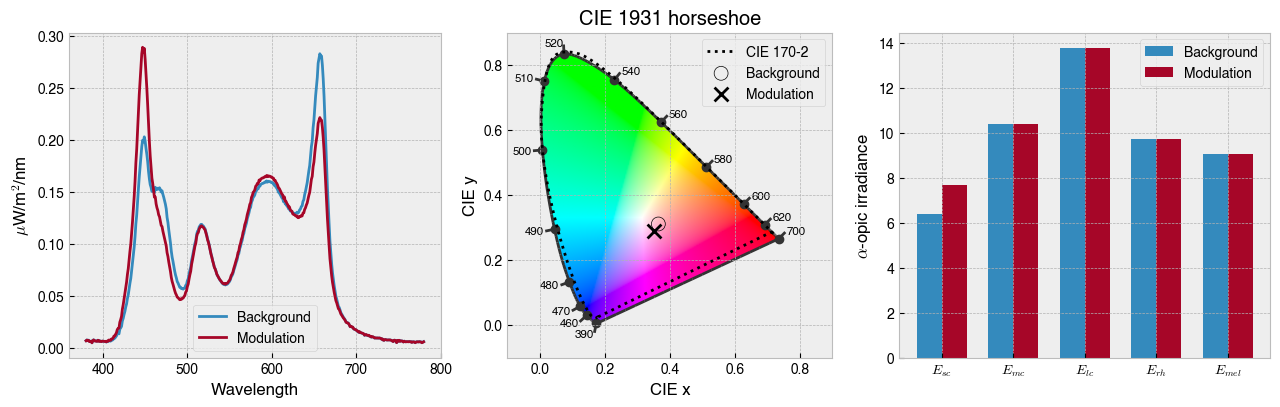 0.30
0.25
0.20
0.15
0.10
0.05
0.00
μW/m²/nm
400
500
600
700
800
Wavelength
Background
Modulation
CIE 1931 horseshoe
CIE 170-2
Background
Modulation
520
540
510
560
500
580
600
620
490
700
480
470
460
390
0.8
0.6
0.4
0.2
0.0
CIE y
0.0
0.2
0.4
0.6
0.8
CIE x
14
12
10
8
6
4
2
0
α-opic irradiance
Background
Modulation
E_sc
E_mc
E_lc
E_rh
E_mel